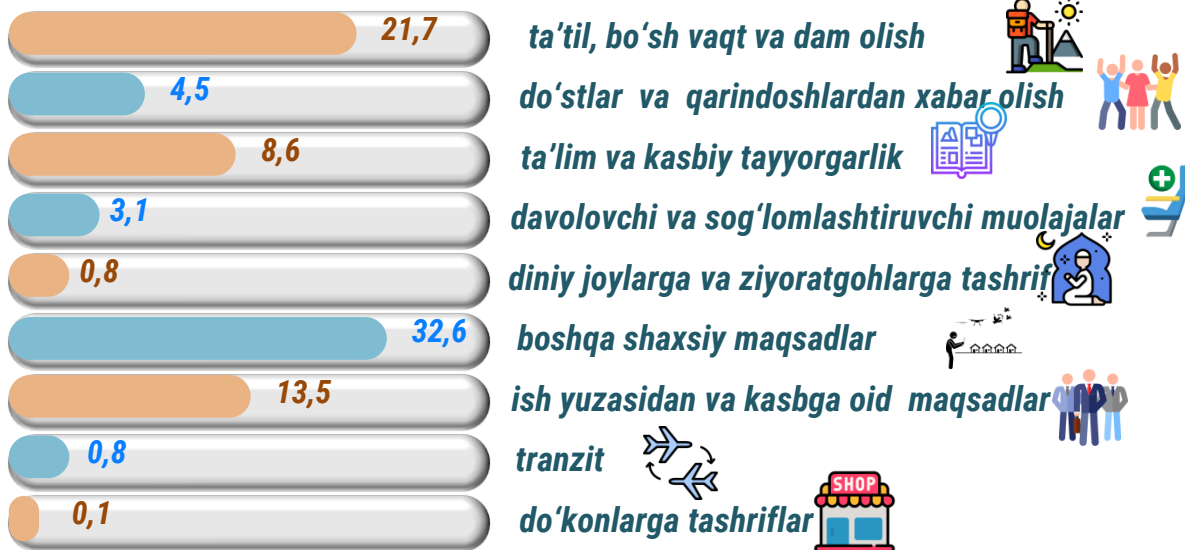 21,7 ta’til, bo‘sh vaqt va dam olish
4,5 do‘stlar va qarindoshlardan xabar olish
8,6 ta’lim va kasbiy tayyorgarlik
3,1 davolovchi va sog‘lomlashtiruvchi muolajalar
0,8 diniy joylarga va ziyoratgohlarga tashrif
32,6 boshqa shaxsiy maqsadlar
13,5 ish yuzasidan va kasbga oid maqsadlar
0,8 tranzit
SHOP
0,1 do‘konlarga tashriflar